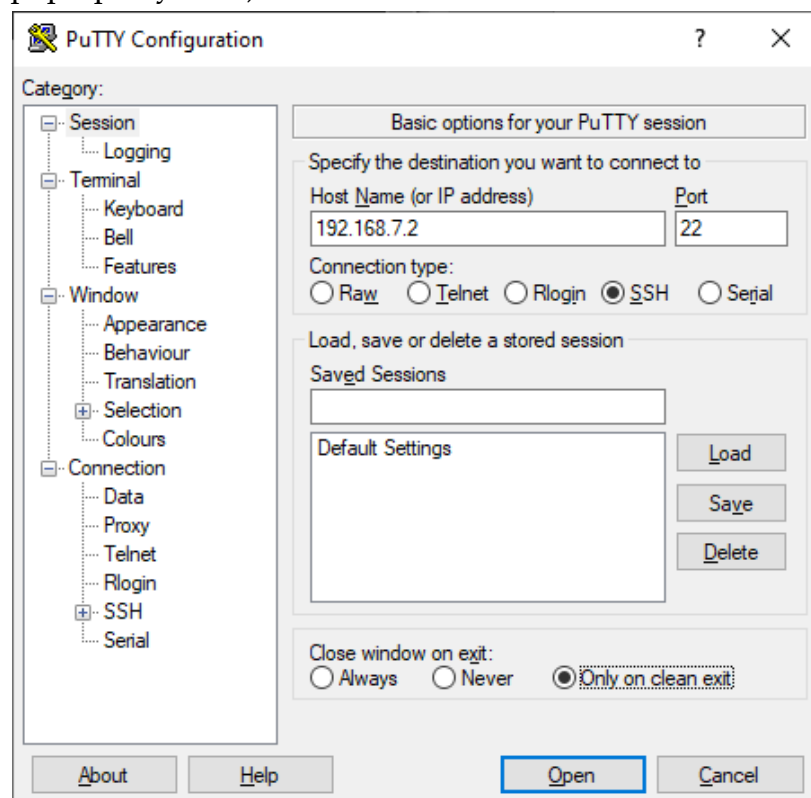 PuTTY Configuration
? ×
Category:
Session
Logging
Terminal
Keyboard
Bell
Features
Window
Appearance
Behaviour
Translation
Selection
Colours
Connection
Data
Proxy
Telnet
Rlogin
SSH
Serial
Basic options for your PuTTY session
Specify the destination you want to connect to
Host Name (or IP address) Port
192.168.7.2 22
Connection type:
Raw Telnet Rlogin SSH Serial
Load, save or delete a stored session
Saved Sessions
Default Settings
Load
Save
Delete
Close window on exit:
Always Never Only on clean exit
About Help Open Cancel